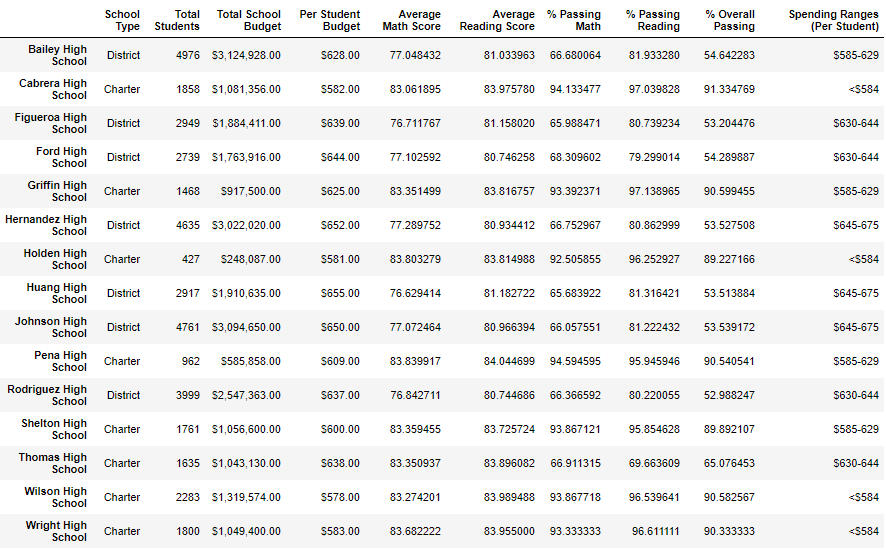 School Type Total Students Total School Budget Per Student Budget Average Math Score Average Reading Score % Passing Math % Passing Reading % Overall Passing Spending Ranges (Per Student)
Bailey High School District 4976 $3,124,928.00 $628.00 77.048432 81.033963 66.680064 81.933280 54.642283 $585-629
Cabrera High School Charter 1858 $1,081,356.00 $582.00 83.061895 83.975780 94.133477 97.039828 91.334769 <$584
Figueroa High School District 2949 $1,884,411.00 $639.00 76.711767 81.158020 65.988471 80.739234 53.204476 $630-644
Ford High School District 2739 $1,763,916.00 $644.00 77.102592 80.746258 68.309602 79.299014 54.289887 $630-644
Griffin High School Charter 1468 $917,500.00 $625.00 83.351499 83.816757 93.392371 97.138965 90.599455 $585-629
Hernandez High School District 4635 $3,022,020.00 $652.00 77.289752 80.934412 66.752967 80.862999 53.527508 $645-675
Holden High School Charter 427 $248,087.00 $581.00 83.803279 83.814988 92.505855 96.252927 89.227166 <$584
Huang High School District 2917 $1,910,635.00 $655.00 76.629414 81.182722 65.683922 81.316421 53.513884 $645-675
Johnson High School District 4761 $3,094,650.00 $650.00 77.072464 80.966394 66.057551 81.222432 53.539172 $645-675
Pena High School Charter 962 $585,858.00 $609.00 83.839917 84.044699 94.594595 95.945946 90.540541 $585-629
Rodriguez High School District 3999 $2,547,363.00 $637.00 76.842711 80.744686 66.366592 80.220055 52.988247 $630-644
Shelton High School Charter 1761 $1,056,600.00 $600.00 83.359455 83.725724 93.867121 95.854628 89.892107 $585-629
Thomas High School Charter 1635 $1,043,130.00 $638.00 83.350937 83.896082 66.911315 69.663609 65.076453 $630-644
Wilson High School Charter 2283 $1,319,574.00 $578.00 83.274201 83.989488 93.867718 96.539641 90.582567 <$584
Wright High School Charter 1800 $1,049,400.00 $583.00 83.682222 83.955000 93.333333 96.611111 90.333333 <$584